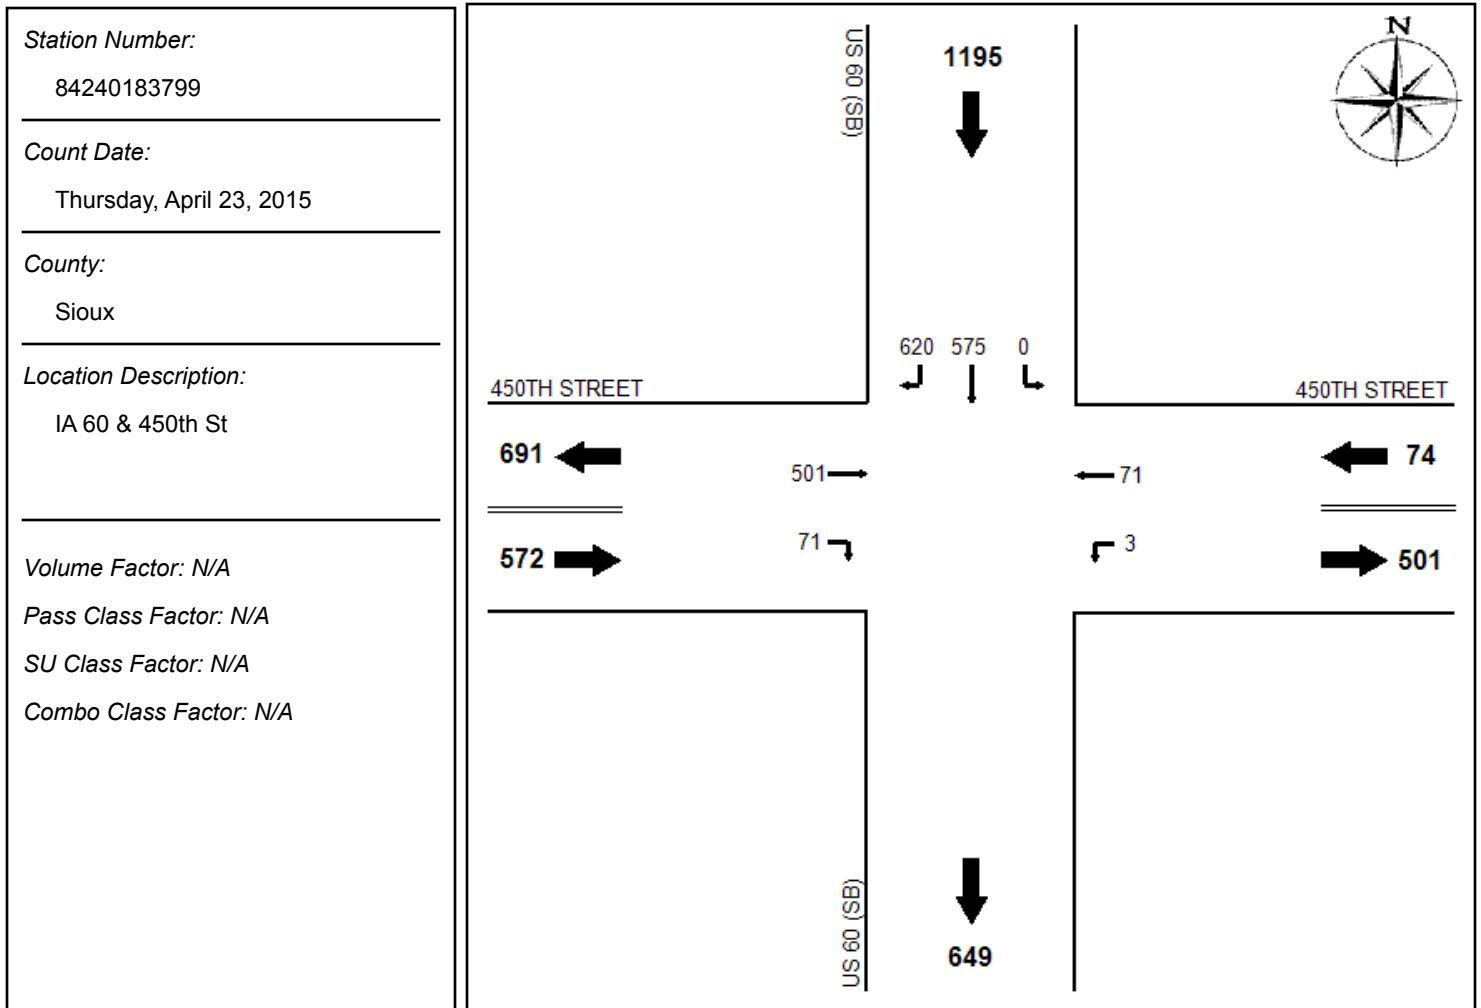 Station Number:
84240183799
Count Date:
Thursday, April 23, 2015
County:
Sioux
Location Description:
IA 60 & 450th St
Volume Factor: N/A
Pass Class Factor: N/A
SU Class Factor: N/A
Combo Class Factor: N/A
N
US 60 (SB)
1195
620 575 0
450TH STREET
450TH STREET
691
74
501
71
572
501
71
3
US 60 (SB)
649